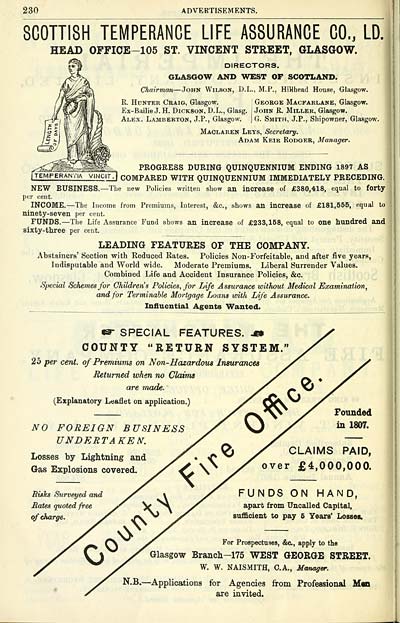 230 ADVERTISEMENTS.
SCOTTISH TEMPERANCE LIFE ASSURANCE CO., LD.
HEAD OFFICE—105 ST. VINCENT STREET, GLASGOW.
DIRECTORS.
GLASGOW AND WEST OF SCOTLAND.
Chairman—JOHN WILSON, D.L., M.P., Hillhead House, Glasgow.
R. HUNTER CRAIG, Glasgow. GEORGE MACFARLANE, Glasgow.
Ex-Bailie J. H. DICKSON, D.L., Glasg. JOHN R. MILLER, Glasgow.
ALEX. LAMBERTON, J.P., Glasgow. G. SMITH, J.P., Shipowner, Glasgow.
MACLAREN LEYS, Secretary.
ADAM KEIR RODGER, Manager.
LENGTH OF DAYS
TEMPERANTIA VINCIT.
PROGRESS DURING QUINQUENNIUM ENDING 1897 AS
COMPARED WITH QUINQUENNIUM IMMEDIATELY PRECEDING.
NEW BUSINESS.—The new Policies written show an increase of £380,418, equal to forty
per cent.
INCOME.—The Income from Premiums, Interest, &c., shows an increase of £181,555, equal to
ninety-seven per cent.
FUNDS.—The Life Assurance Fund shows an increase of £233,158, equal to one hundred and
sixty-three per cent.
LEADING FEATURES OF THE COMPANY.
Abstainers' Section with Reduced Rates. Policies Non-Forfeitable, and after five years,
Indisputable and World wide. Moderate Premiums. Liberal Surrender Values.
Combined Life and Accident Insurance Policies, &c.
Special Schemes for Children's Policies, for Life Assurance without Medical Examination,
and for Terminable Mortgage Loans with Life Assurance.
Influential Agents Wanted.
☞ SPECIAL FEATURES. ☜
COUNTY "RETURN SYSTEM."
25 per cent. of Premiums on Non-Hazardous Insurances
Returned when no Claims
are made.
(Explanatory Leaflet on application.)
NO FOREIGN BUSINESS
UNDERTAKEN.
Losses by Lightning and
Gas Explosions covered.
Risks Surveyed and
Rates quoted free
of charge.
County Fire Office.
Founded
in 1807.
CLAIMS PAID,
over £4,000,000.
FUNDS ON HAND,
apart from Uncalled Capital,
sufficient to pay 5 Years' Losses.
For Prospectuses, &c., apply to the
Glasgow Branch—175 WEST GEORGE STREET.
W. W. NAISMITH, C.A., Manager.
N.B.—Applications for Agencies from Professional Men
are invited.